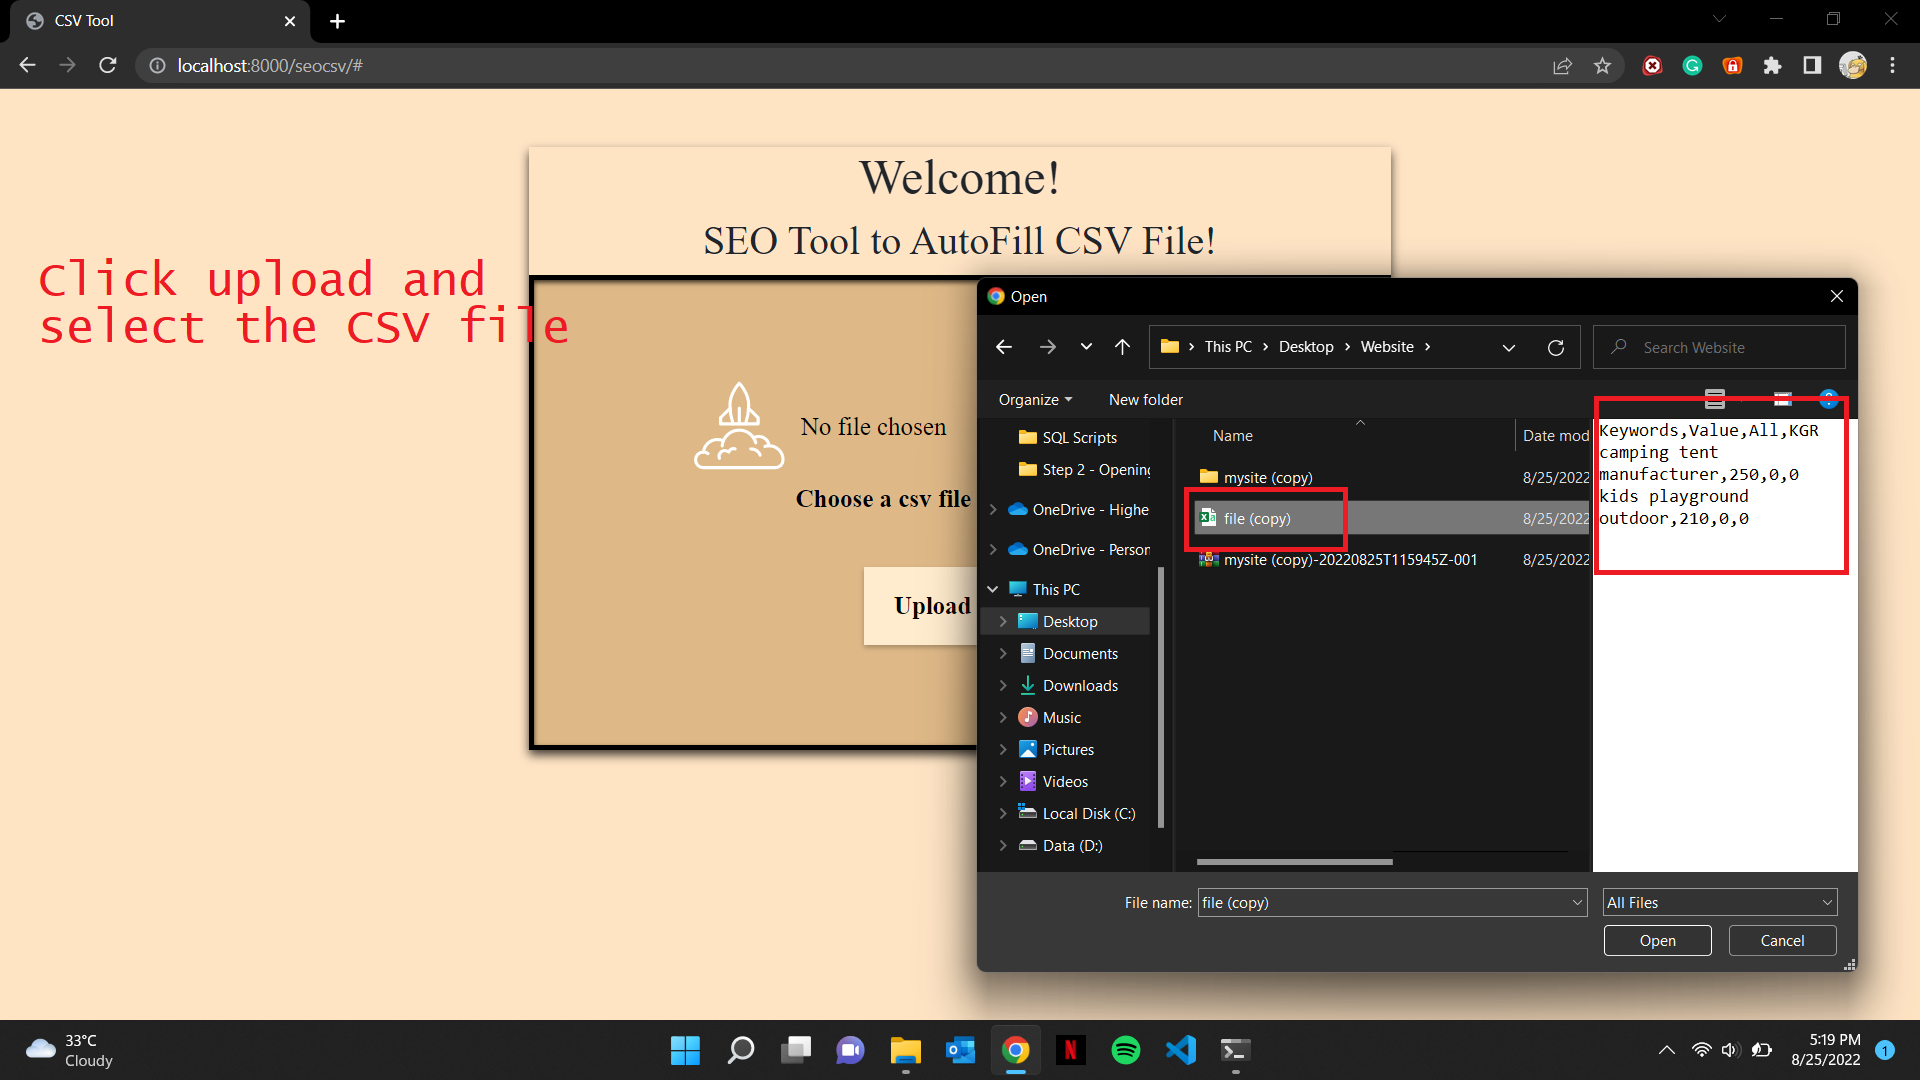 CSV Tool
localhost:8000/seocsv/#
Welcome!
SEO Tool to AutoFill CSV File!
Click upload and
select the CSV file
No file chosen
Choose a csv file
Upload
Open
This PC > Desktop > Website >
Search Website
Organize
New folder
SQL Scripts
Step 2 - Opening
OneDrive - Highe
OneDrive - Person
This PC
Desktop
Documents
Downloads
Music
Pictures
Videos
Local Disk (C:)
Data (D:)
Name
Date mod
mysite (copy)
8/25/2022
file (copy)
8/25/2022
mysite (copy)-20220825T115945Z-001
8/25/2022
Keywords,Value,All,KGR
camping tent
manufacturer,250,0,0
kids playground
outdoor,210,0,0
File name:
file (copy)
All Files
Open
Cancel
33°C
Cloudy
5:19 PM
8/25/2022
1